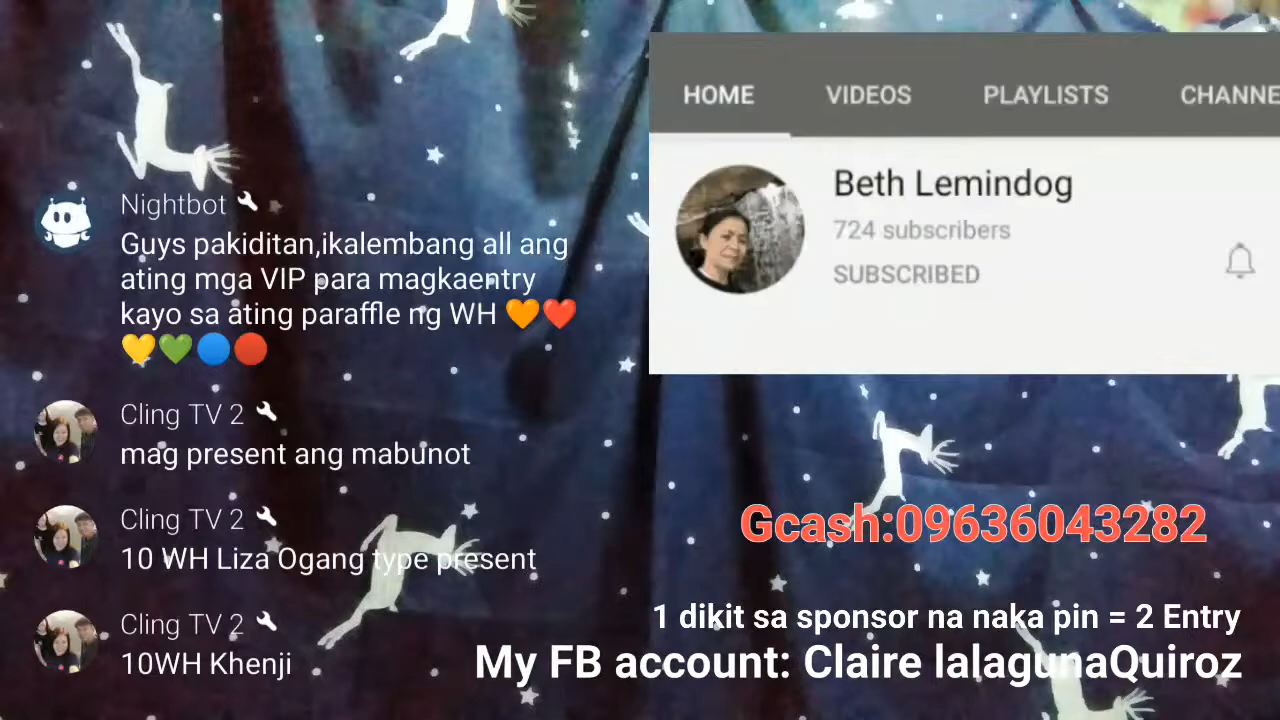 HOME VIDEOS PLAYLISTS CHANNE
Beth Lemindog
724 subscribers
SUBSCRIBED
Nightbot
Guys pakiditan,ikalembang all ang
ating mga VIP para magkaentry
kayo sa ating paraffle ng WH 🧡❤️
💛💚🔵🔴
Cling TV 2
mag present ang mabunot
Cling TV 2
10 WH Liza Ogang type present
Cling TV 2
10WH Khenji
Gcash:09636043282
1 dikit sa sponsor na naka pin = 2 Entry
My FB account: Claire lalagunaQuiroz